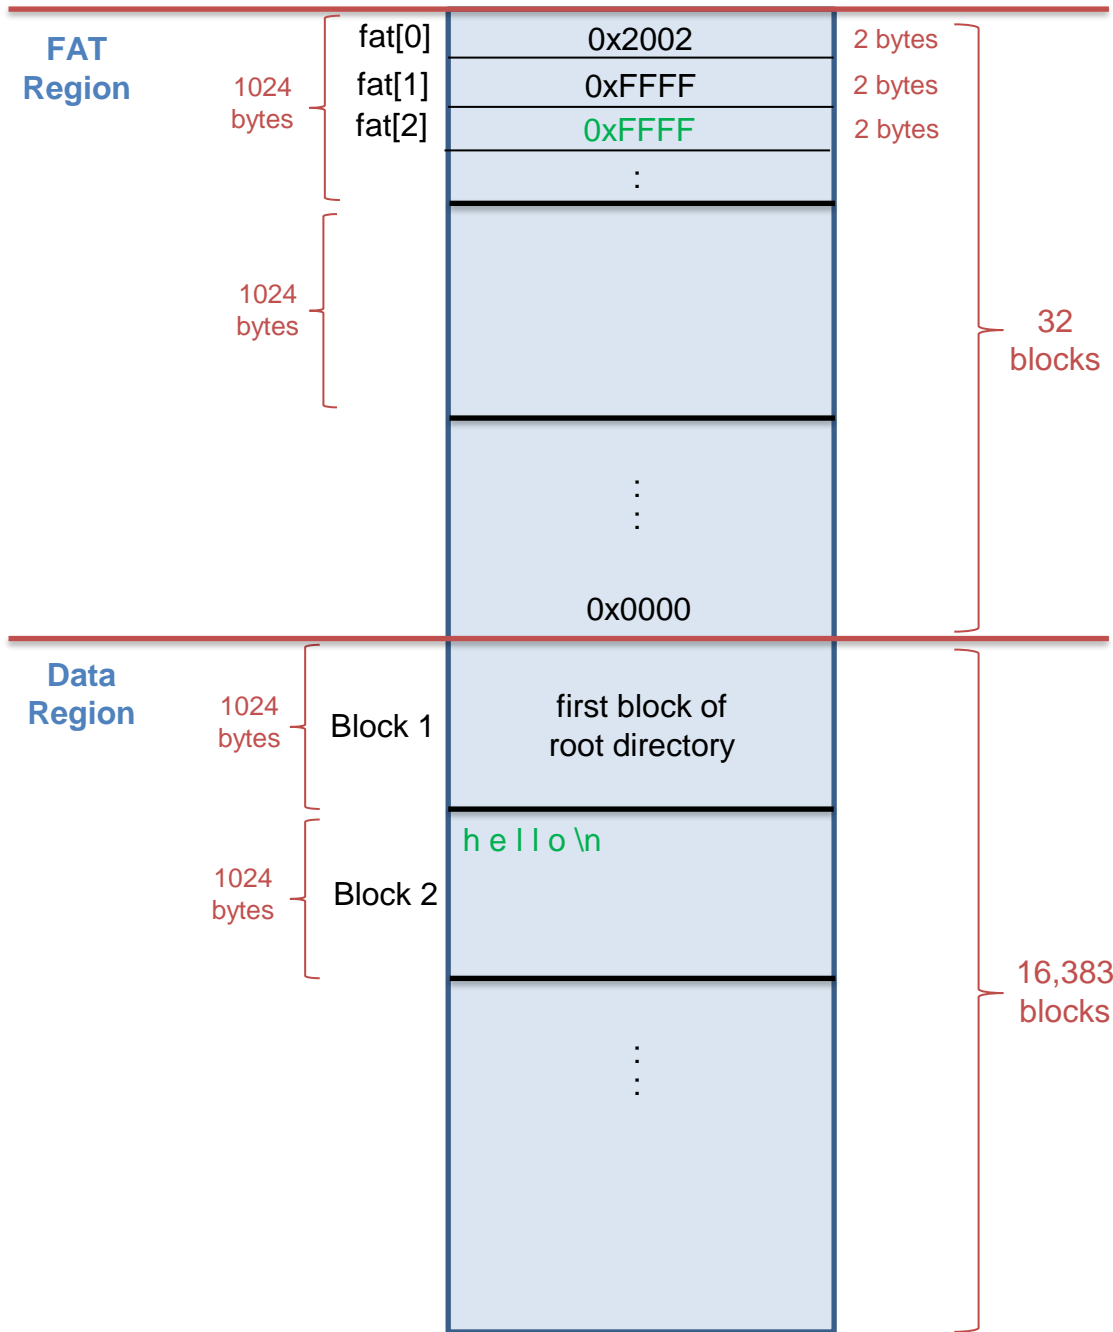 FAT
Region
1024
bytes
fat[0]
0x2002
2 bytes
fat[1]
0xFFFF
2 bytes
fat[2]
0xFFFF
2 bytes
:
1024
bytes
32
blocks
:
:
0x0000
Data
Region
1024
bytes
Block 1
first block of
root directory
1024
bytes
Block 2
h e l l o \n
16,383
blocks
:
: